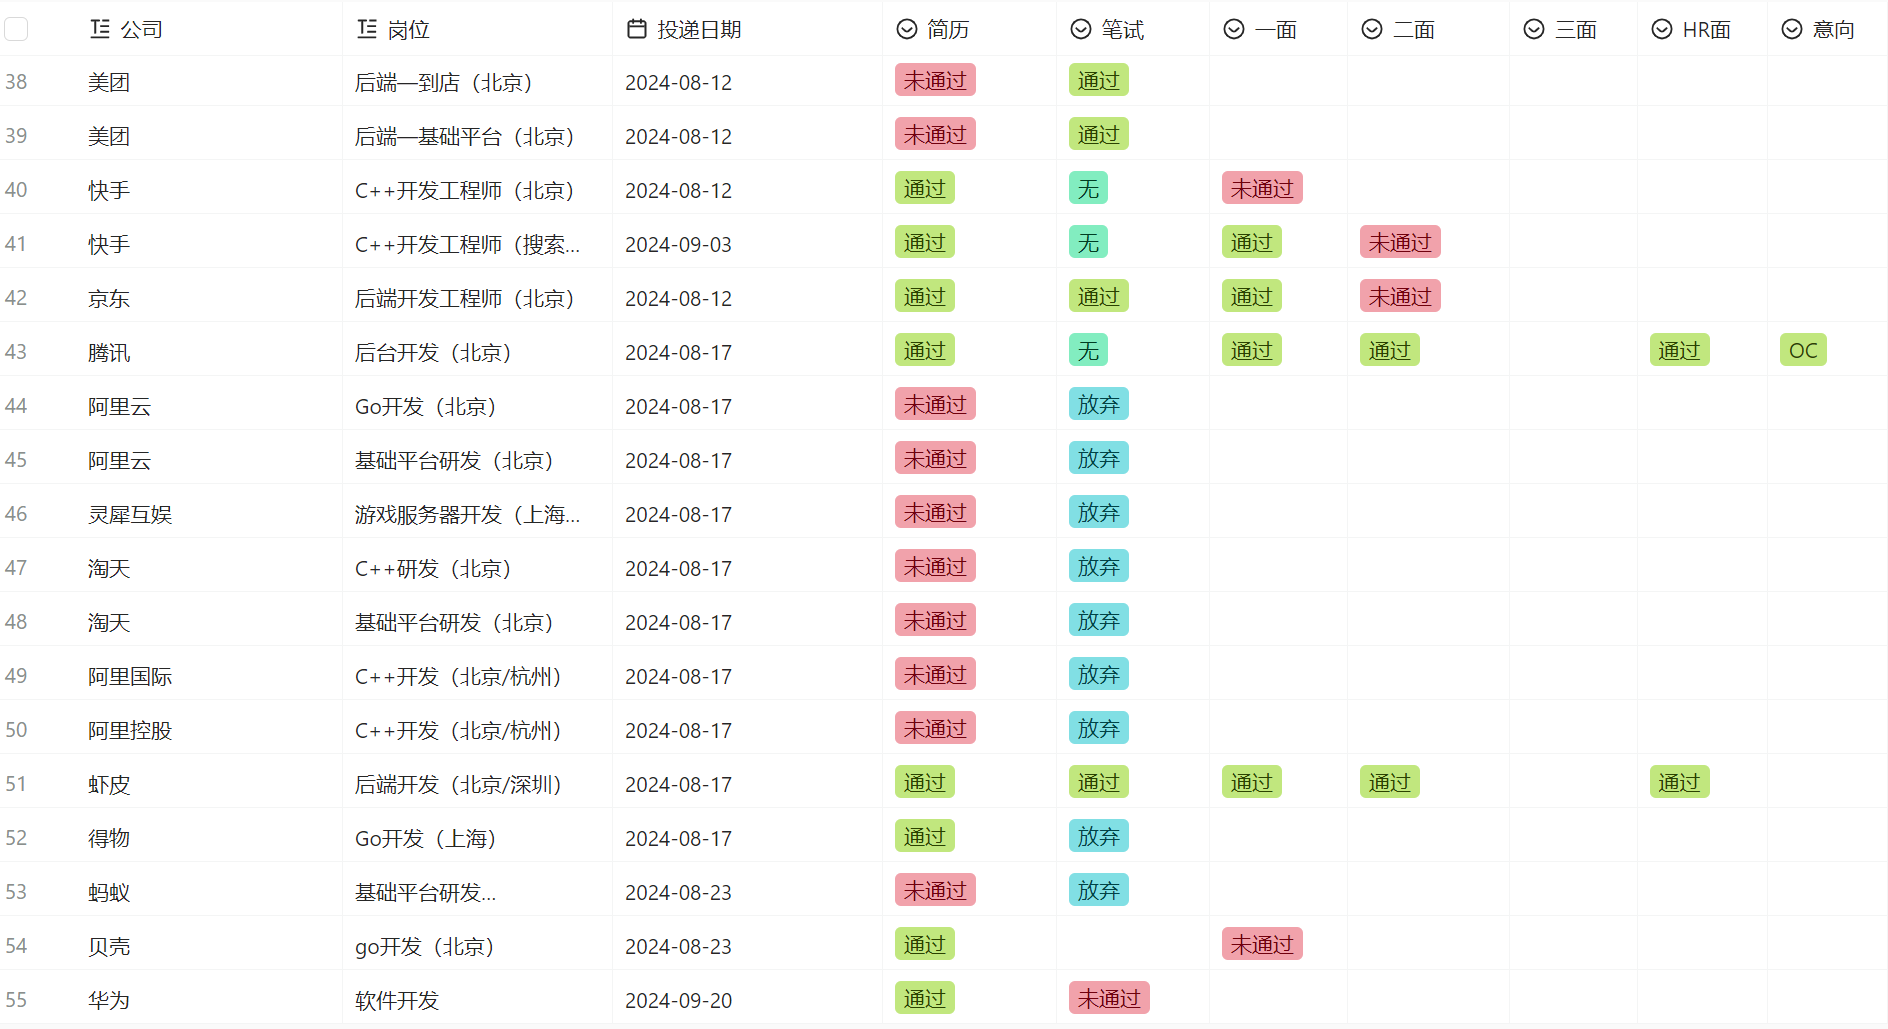 公司 岗位 投递日期 简历 笔试 一面 二面 三面 HR面 意向
38 美团 后端—到店（北京） 2024-08-12 未通过 通过
39 美团 后端—基础平台（北京） 2024-08-12 未通过 通过
40 快手 C++开发工程师（北京） 2024-08-12 通过 无 未通过
41 快手 C++开发工程师（搜索... 2024-09-03 通过 无 通过 未通过
42 京东 后端开发工程师（北京） 2024-08-12 通过 通过 通过 未通过
43 腾讯 后台开发（北京） 2024-08-17 通过 无 通过 通过 通过 OC
44 阿里云 Go开发（北京） 2024-08-17 未通过 放弃
45 阿里云 基础平台研发（北京） 2024-08-17 未通过 放弃
46 灵犀互娱 游戏服务器开发（上海... 2024-08-17 未通过 放弃
47 淘天 C++研发（北京） 2024-08-17 未通过 放弃
48 淘天 基础平台研发（北京） 2024-08-17 未通过 放弃
49 阿里国际 C++开发（北京/杭州） 2024-08-17 未通过 放弃
50 阿里控股 C++开发（北京/杭州） 2024-08-17 未通过 放弃
51 虾皮 后端开发（北京/深圳） 2024-08-17 通过 通过 通过 通过 通过
52 得物 Go开发（上海） 2024-08-17 通过 放弃
53 蚂蚁 基础平台研发... 2024-08-23 未通过 放弃
54 贝壳 go开发（北京） 2024-08-23 通过 未通过
55 华为 软件开发 2024-09-20 通过 未通过